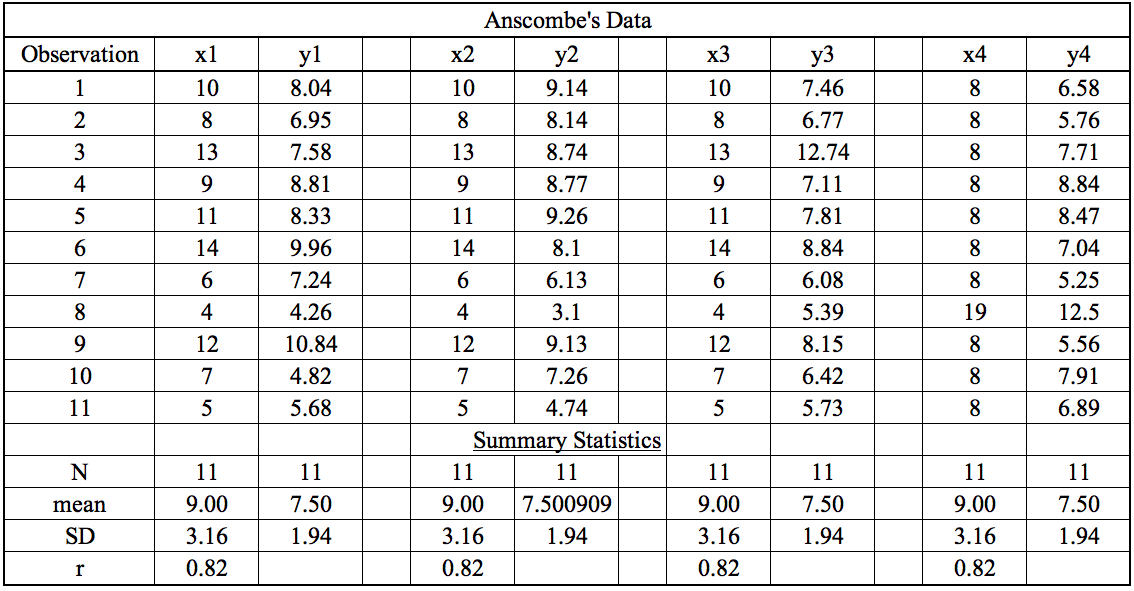 Anscombe's Data
Observation x1 y1 x2 y2 x3 y3 x4 y4
1 10 8.04 10 9.14 10 7.46 8 6.58
2 8 6.95 8 8.14 8 6.77 8 5.76
3 13 7.58 13 8.74 13 12.74 8 7.71
4 9 8.81 9 8.77 9 7.11 8 8.84
5 11 8.33 11 9.26 11 7.81 8 8.47
6 14 9.96 14 8.1 14 8.84 8 7.04
7 6 7.24 6 6.13 6 6.08 8 5.25
8 4 4.26 4 3.1 4 5.39 19 12.5
9 12 10.84 12 9.13 12 8.15 8 5.56
10 7 4.82 7 7.26 7 6.42 8 7.91
11 5 5.68 5 4.74 5 5.73 8 6.89
Summary Statistics
N 11 11 11 11 11 11 11 11
mean 9.00 7.50 9.00 7.500909 9.00 7.50 9.00 7.50
SD 3.16 1.94 3.16 1.94 3.16 1.94 3.16 1.94
r 0.82 0.82 0.82 0.82